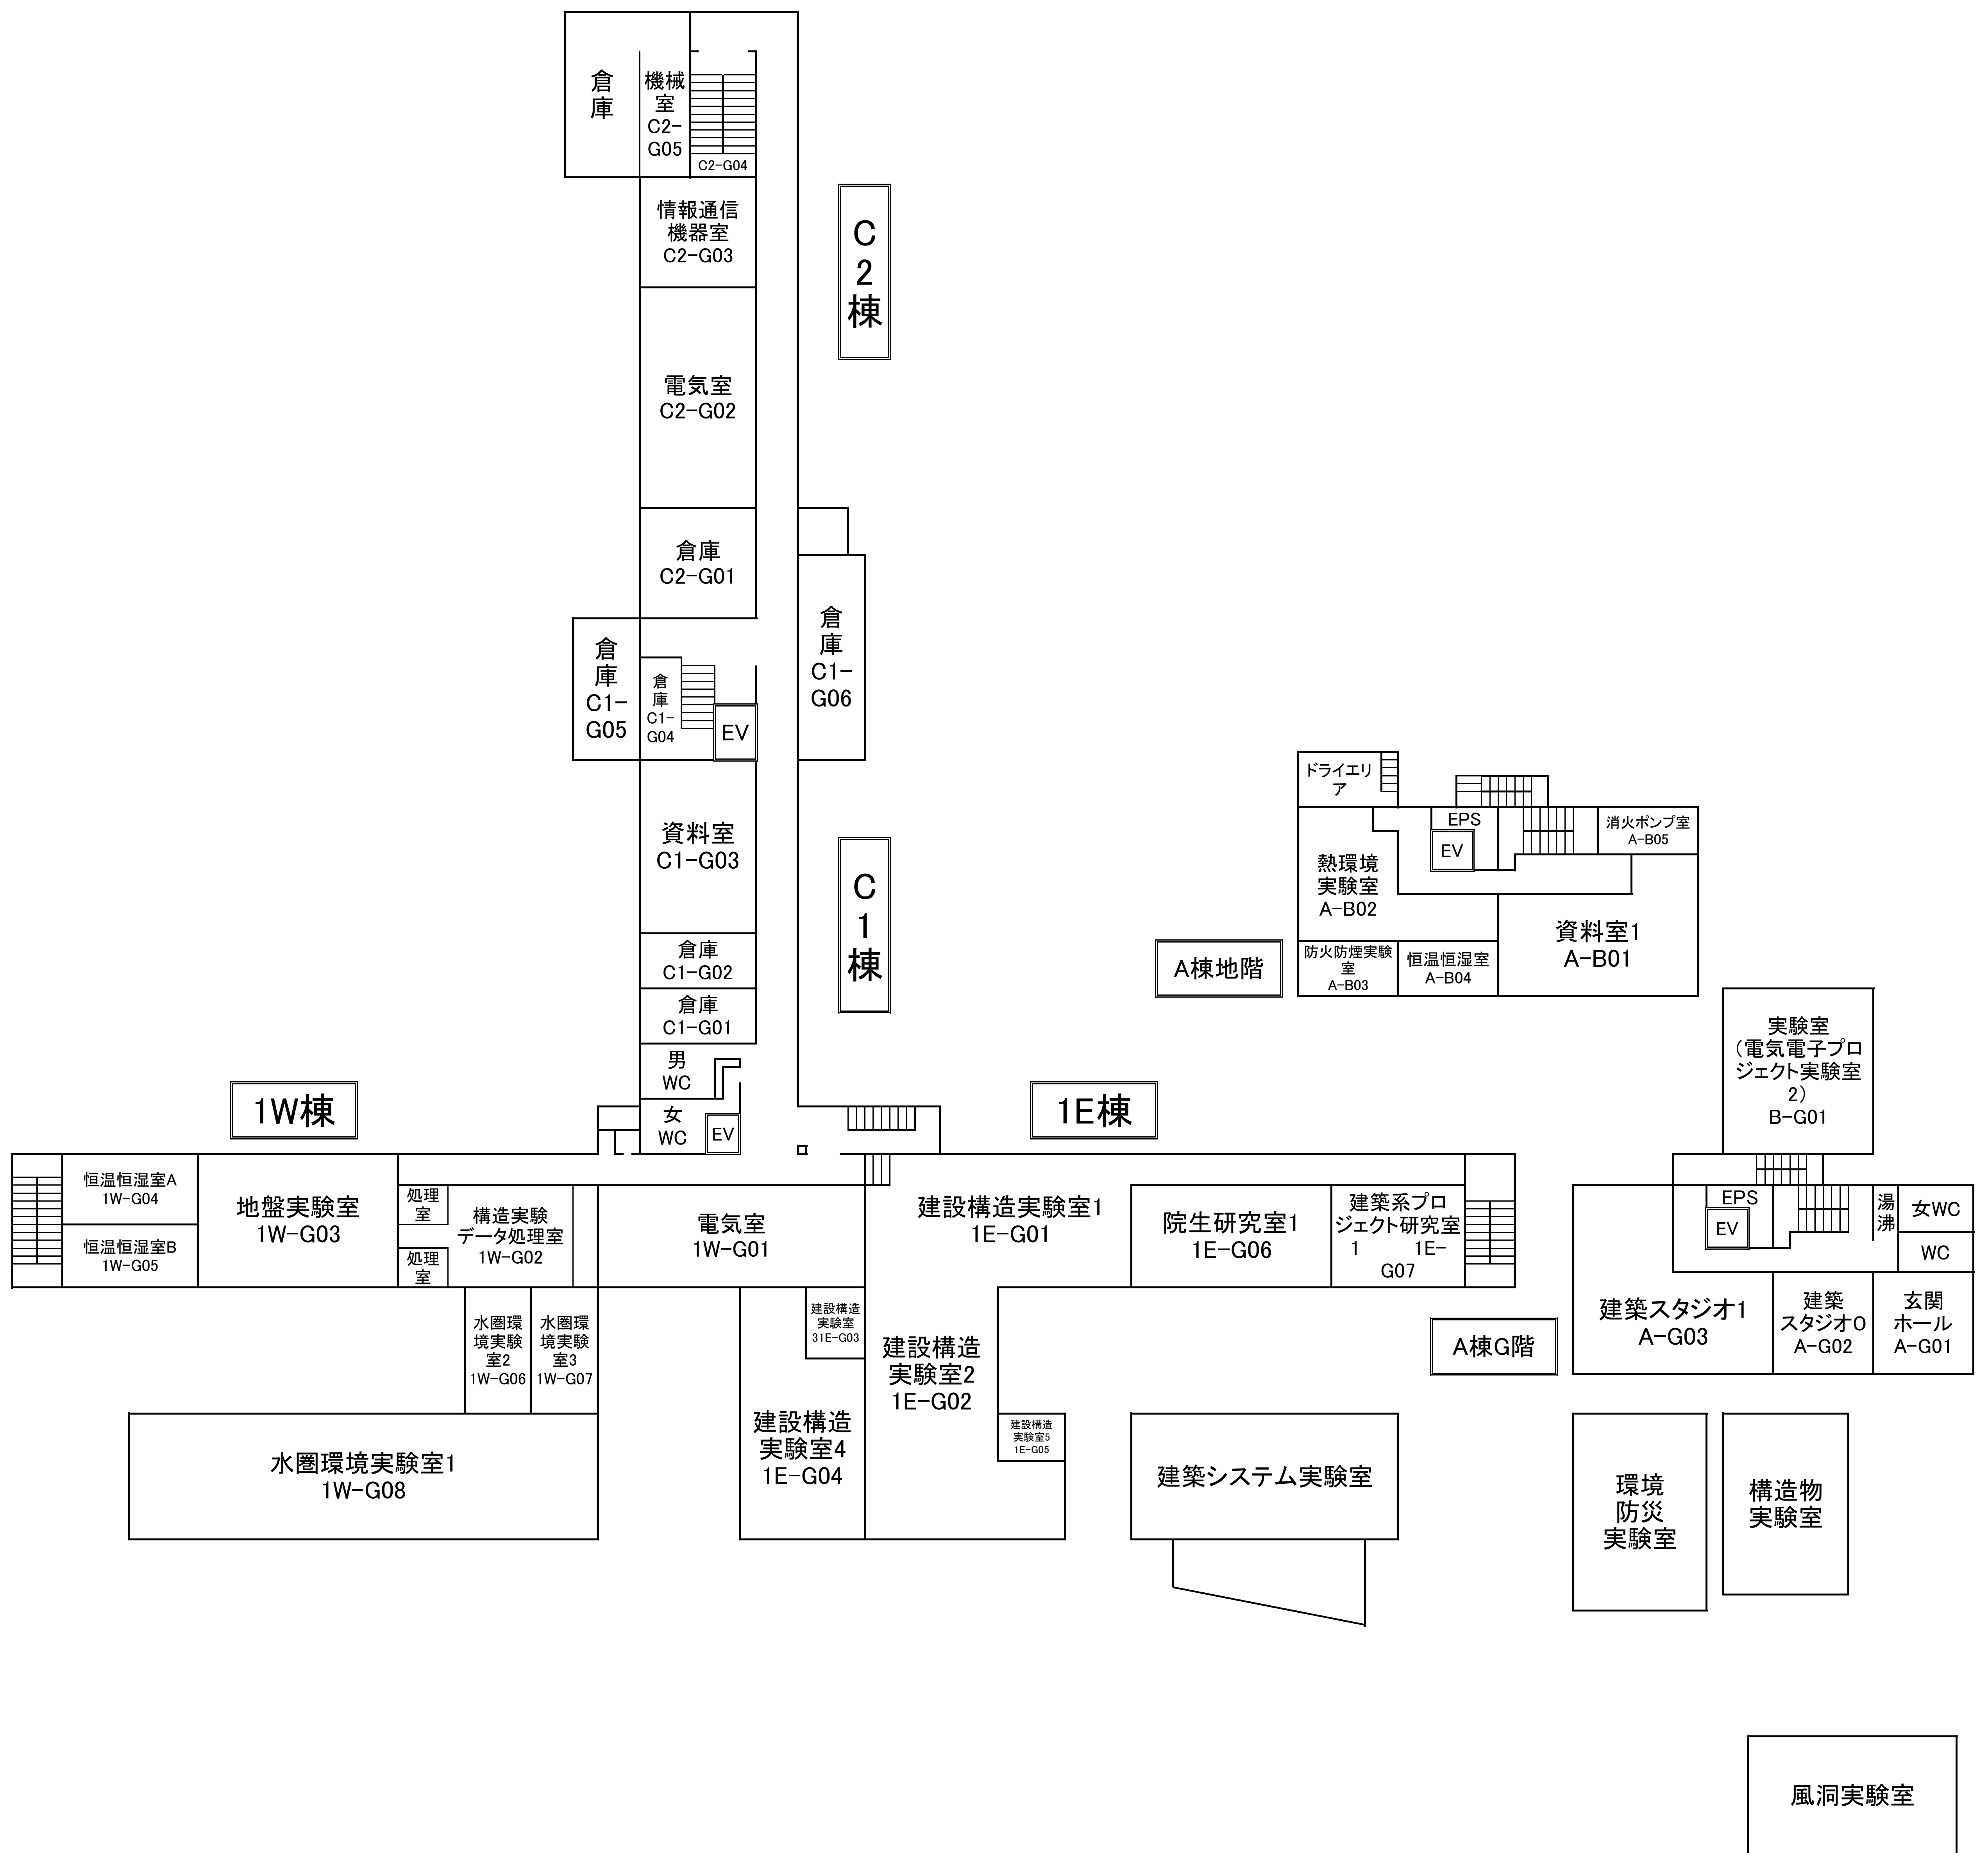 倉
庫
機械
室
C2-
G05
C2-G04
情報通信
機器室
C2-G03
C
2
棟
電気室
C2-G02
倉庫
C2-G01
倉
庫
C1-
G05
倉
庫
C1-
G04
EV
倉
庫
C1-
G06
資料室
C1-G03
C
1
棟
倉庫
C1-G02
倉庫
C1-G01
男
WC
女
WC
EV
ドライエリ
ア
EPS
EV
消火ポンプ室
A-B05
熱環境
実験室
A-B02
資料室1
A-B01
防火防煙実験
室
A-B03
恒温恒湿室
A-B04
A棟地階
実験室
(電気電子プロ
ジェクト実験室
2)
B-G01
1W棟
1E棟
恒温恒湿室A
1W-G04
恒温恒湿室B
1W-G05
地盤実験室
1W-G03
処理
室
処理
室
構造実験
データ処理室
1W-G02
電気室
1W-G01
建設構造実験室1
1E-G01
院生研究室1
1E-G06
建築系プロ
ジェクト研究室
1 1E-
G07
EPS
EV
湯
沸
女WC
WC
建築スタジオ1
A-G03
建築
スタジオ0
A-G02
玄関
ホール
A-G01
A棟G階
水圏環
境実験
室2
1W-G06
水圏環
境実験
室3
1W-G07
建設構造
実験室
31E-G03
建設構造
実験室2
1E-G02
建設構造
実験室4
1E-G04
建設構造
実験室5
1E-G05
水圏環境実験室1
1W-G08
建築システム実験室
環境
防災
実験室
構造物
実験室
風洞実験室